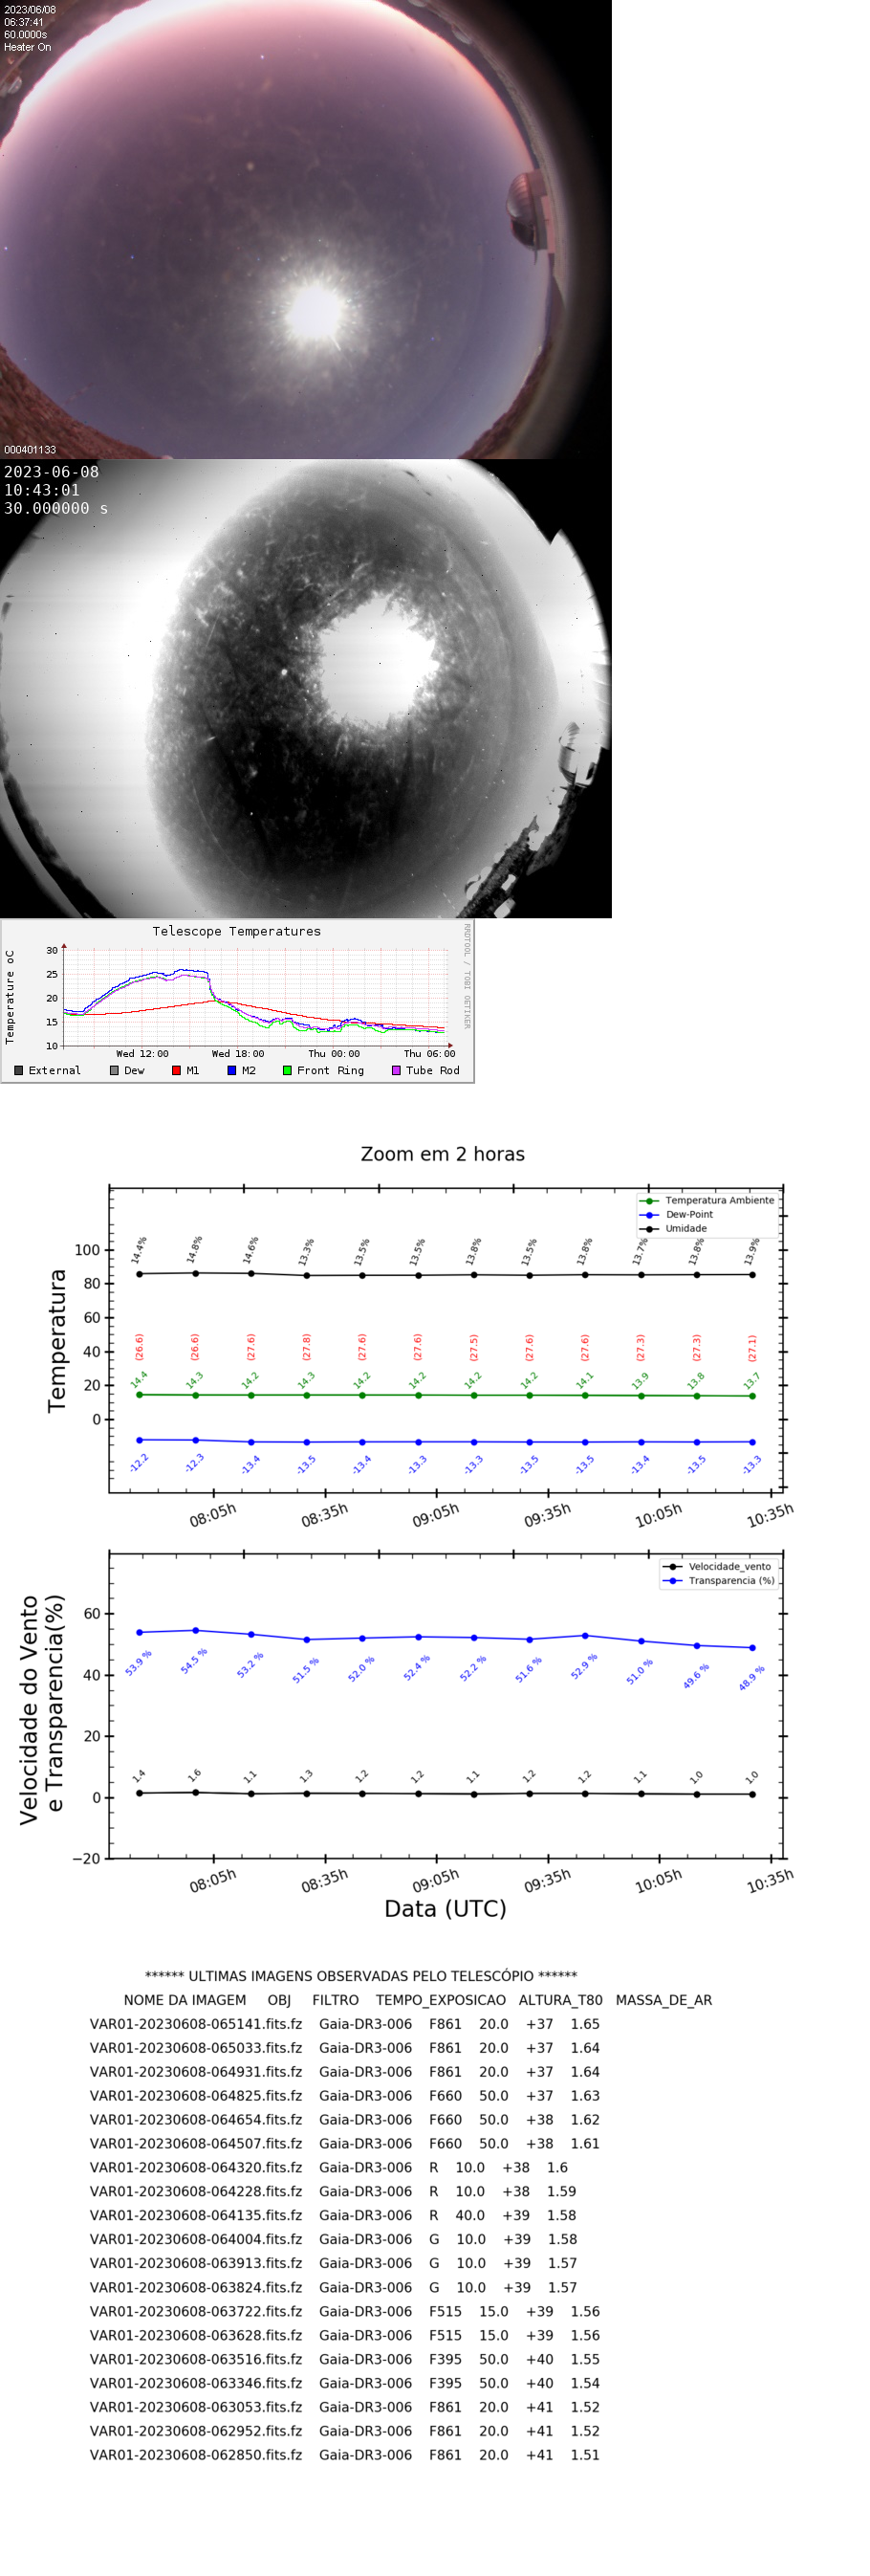 2023/06/08
06:37:41
60.0000s
Heater On
000401133
2023-06-08
10:43:01
30.000000 s
Telescope Temperatures
RRDTOOL / TOBI OETIKER
Temperature oC
30
25
20
15
10
Wed 12:00 Wed 18:00 Thu 00:00 Thu 06:00
External Dew M1 M2 Front Ring Tube Rod
Zoom em 2 horas
Temperatura Ambiente
Dew-Point
Umidade
Temperatura
100
80
60
40
20
0
14.4% 14.8% 14.6% 13.3% 13.5% 13.5% 13.8% 13.5% 13.8% 13.7% 13.8% 13.9%
(26.6) (26.6) (27.6) (27.8) (27.6) (27.6) (27.5) (27.6) (27.6) (27.3) (27.3) (27.1)
14.4 14.3 14.2 14.3 14.2 14.2 14.2 14.2 14.1 13.9 13.8 13.7
-12.2 -12.3 -13.4 -13.5 -13.4 -13.3 -13.3 -13.5 -13.5 -13.4 -13.5 -13.3
08:05h 08:35h 09:05h 09:35h 10:05h 10:35h
Velocidade_vento
Transparencia (%)
Velocidade do Vento
e Transparencia(%)
60
40
20
0
−20
53.9 % 54.5 % 53.2 % 51.5 % 52.0 % 52.4 % 52.2 % 51.6 % 52.9 % 51.0 % 49.6 % 48.9 %
1.4 1.6 1.1 1.3 1.2 1.2 1.1 1.2 1.2 1.1 1.0 1.0
08:05h 08:35h 09:05h 09:35h 10:05h 10:35h
Data (UTC)
****** ULTIMAS IMAGENS OBSERVADAS PELO TELESCÓPIO ******
NOME DA IMAGEM OBJ FILTRO TEMPO_EXPOSICAO ALTURA_T80 MASSA_DE_AR
VAR01-20230608-065141.fits.fz Gaia-DR3-006 F861 20.0 +37 1.65
VAR01-20230608-065033.fits.fz Gaia-DR3-006 F861 20.0 +37 1.64
VAR01-20230608-064931.fits.fz Gaia-DR3-006 F861 20.0 +37 1.64
VAR01-20230608-064825.fits.fz Gaia-DR3-006 F660 50.0 +37 1.63
VAR01-20230608-064654.fits.fz Gaia-DR3-006 F660 50.0 +38 1.62
VAR01-20230608-064507.fits.fz Gaia-DR3-006 F660 50.0 +38 1.61
VAR01-20230608-064320.fits.fz Gaia-DR3-006 R 10.0 +38 1.6
VAR01-20230608-064228.fits.fz Gaia-DR3-006 R 10.0 +38 1.59
VAR01-20230608-064135.fits.fz Gaia-DR3-006 R 40.0 +39 1.58
VAR01-20230608-064004.fits.fz Gaia-DR3-006 G 10.0 +39 1.58
VAR01-20230608-063913.fits.fz Gaia-DR3-006 G 10.0 +39 1.57
VAR01-20230608-063824.fits.fz Gaia-DR3-006 G 10.0 +39 1.57
VAR01-20230608-063722.fits.fz Gaia-DR3-006 F515 15.0 +39 1.56
VAR01-20230608-063628.fits.fz Gaia-DR3-006 F515 15.0 +39 1.56
VAR01-20230608-063516.fits.fz Gaia-DR3-006 F395 50.0 +40 1.55
VAR01-20230608-063346.fits.fz Gaia-DR3-006 F395 50.0 +40 1.54
VAR01-20230608-063053.fits.fz Gaia-DR3-006 F861 20.0 +41 1.52
VAR01-20230608-062952.fits.fz Gaia-DR3-006 F861 20.0 +41 1.52
VAR01-20230608-062850.fits.fz Gaia-DR3-006 F861 20.0 +41 1.51